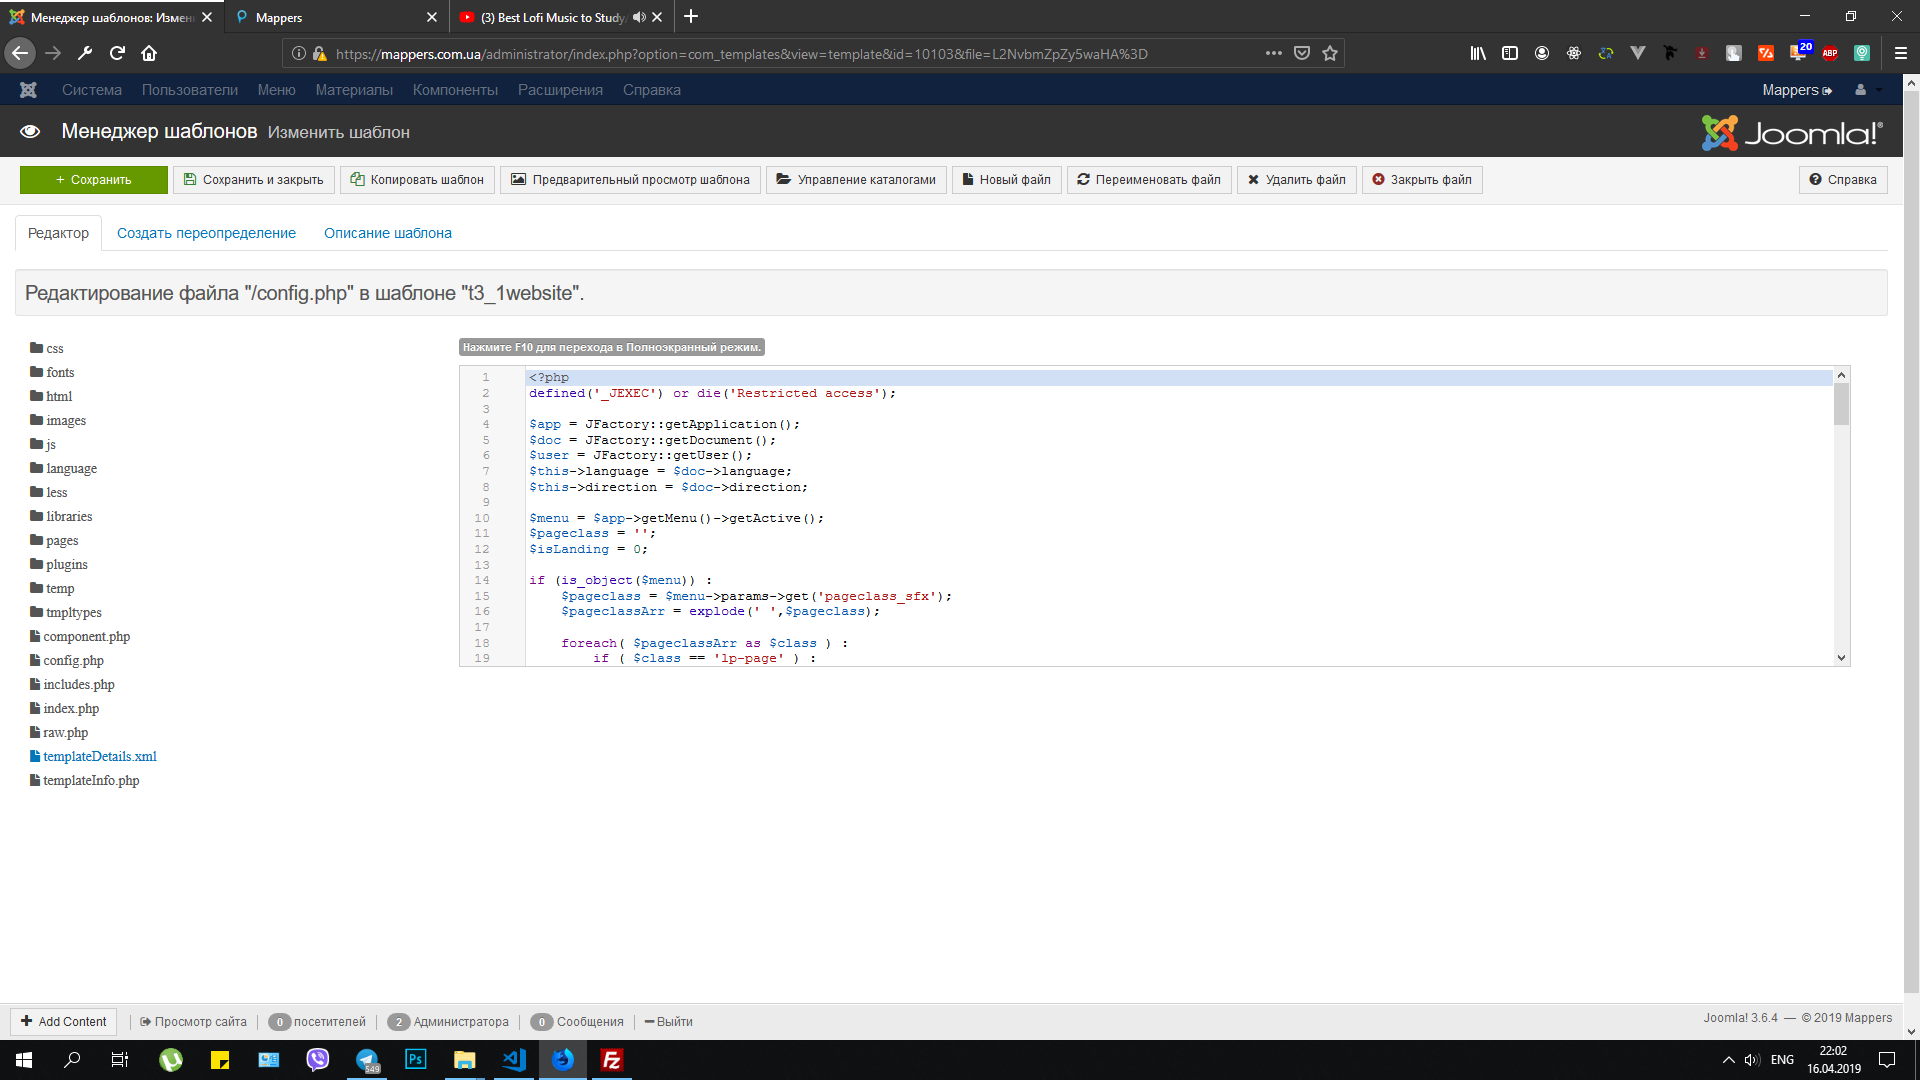 Менеджер шаблонов: Измен
Mappers
(3) Best Lofi Music to Study
https://mappers.com.ua/administrator/index.php?option=com_templates&view=template&id=10103&file=L2NvbmZpZy5waHA%3D
20
ABP
Система Пользователи Меню Материалы Компоненты Расширения Справка
Mappers
Менеджер шаблонов Изменить шаблон
Joomla!®
Сохранить
Сохранить и закрыть
Копировать шаблон
Предварительный просмотр шаблона
Управление каталогами
Новый файл
Переименовать файл
Удалить файл
Закрыть файл
Справка
Редактор
Создать переопределение
Описание шаблона
Редактирование файла "/config.php" в шаблоне "t3_1website".
css
fonts
html
images
js
language
less
libraries
pages
plugins
temp
tmpltypes
component.php
config.php
includes.php
index.php
raw.php
templateDetails.xml
templateInfo.php
Нажмите F10 для перехода в Полноэкранный режим.
1 <?php
2 defined('_JEXEC') or die('Restricted access');
3
4 $app = JFactory::getApplication();
5 $doc = JFactory::getDocument();
6 $user = JFactory::getUser();
7 $this->language = $doc->language;
8 $this->direction = $doc->direction;
9
10 $menu = $app->getMenu()->getActive();
11 $pageclass = '';
12 $isLanding = 0;
13
14 if (is_object($menu)) :
15 $pageclass = $menu->params->get('pageclass_sfx');
16 $pageclassArr = explode(' ',$pageclass);
17
18 foreach( $pageclassArr as $class ) :
19 if ( $class == 'lp-page' ) :
Add Content
Просмотр сайта
0 посетителей
2 Администратора
0 Сообщения
Выйти
Joomla! 3.6.4 — © 2019 Mappers
549
Ps
Fz
ENG
22:02
16.04.2019